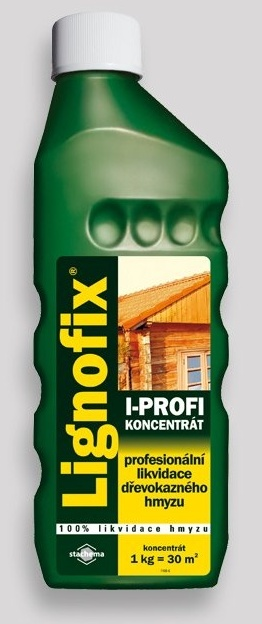 Lignofix®
I-PROFI
KONCENTRÁT
profesionální
likvidace
dřevokazného
hmyzu
100% likvidace hmyzu
stachema
koncentrát
1 kg = 30 m²